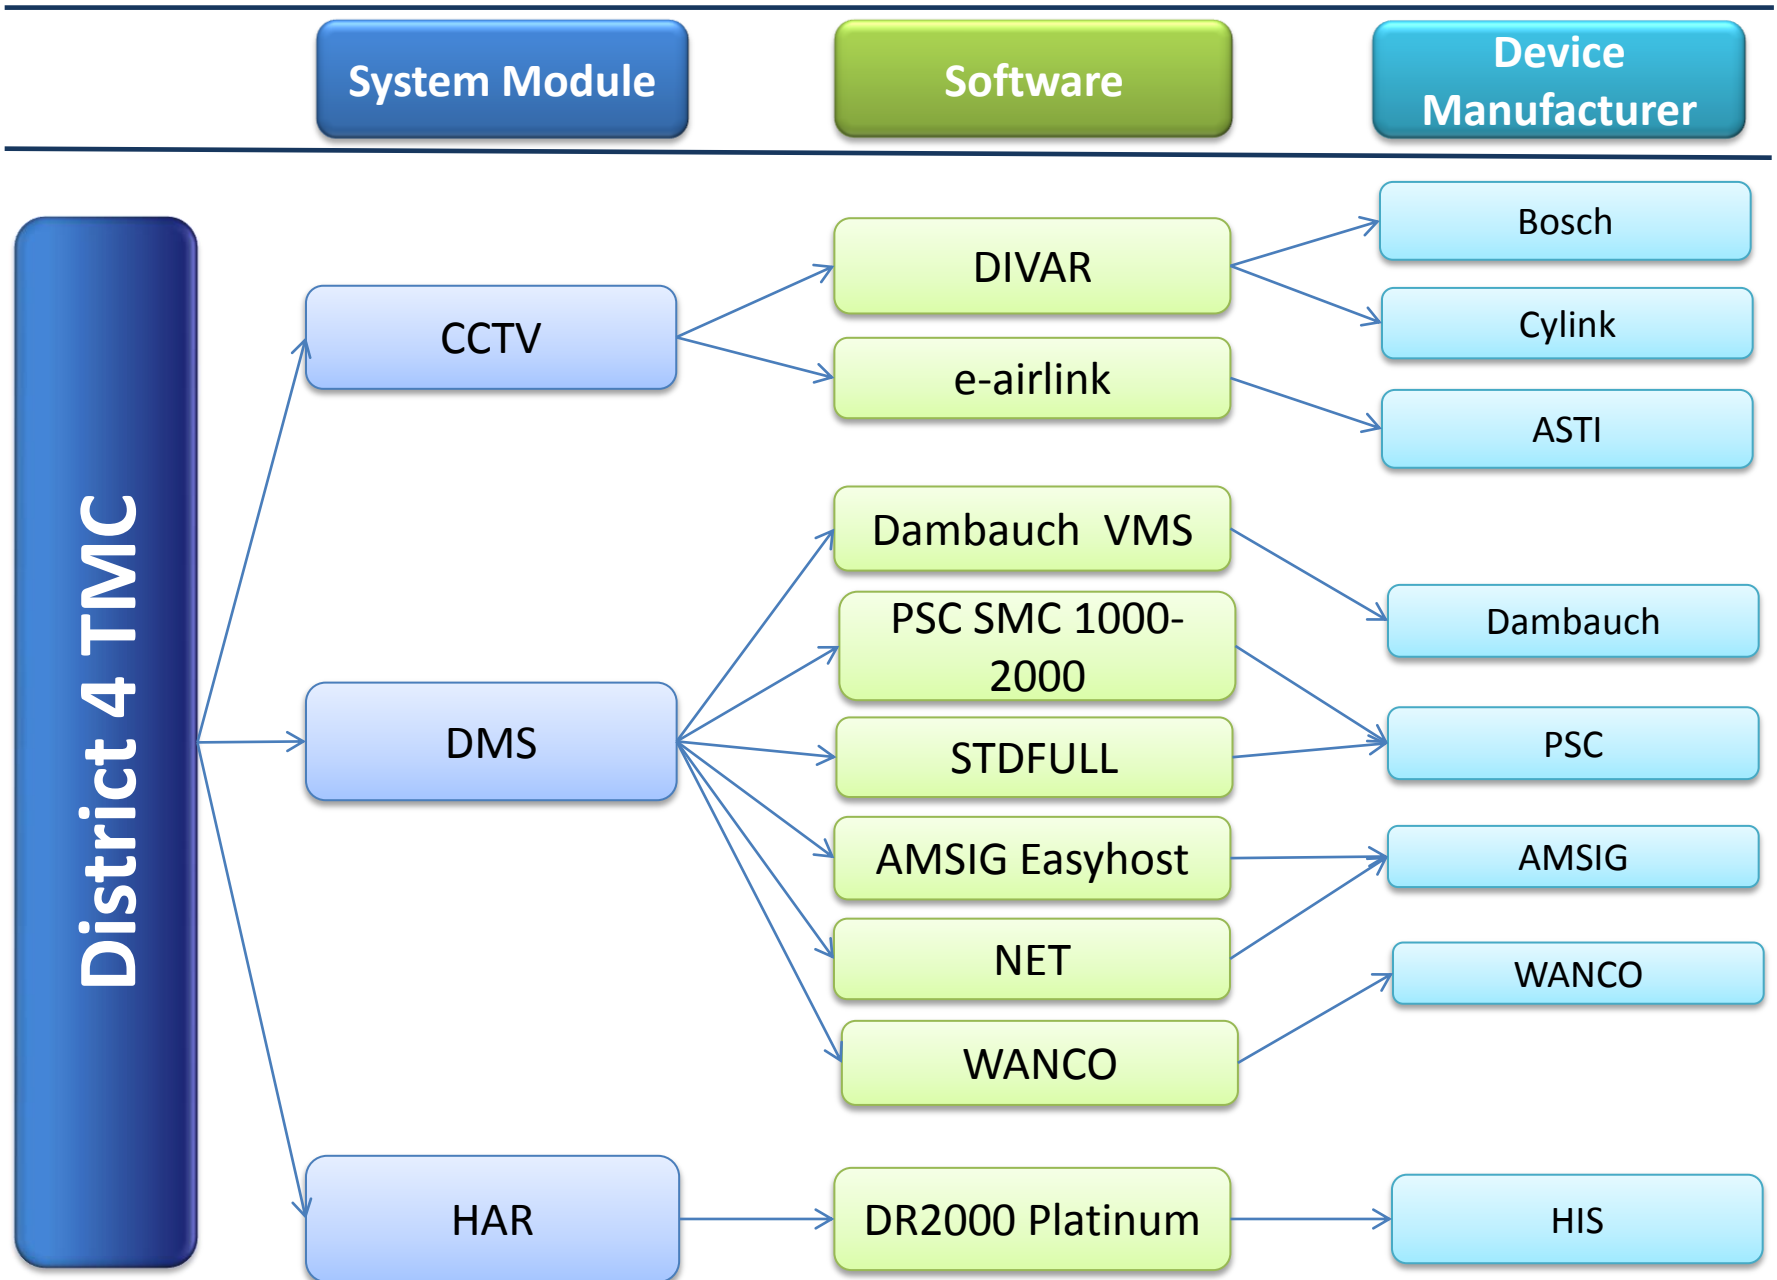 System Module
Software
Device
Manufacturer
District 4 TMC
CCTV
DIVAR
e-airlink
Bosch
Cylink
ASTI
DMS
Dambauch  VMS
PSC SMC 1000-
2000
STDFULL
AMSIG Easyhost
NET
WANCO
Dambauch
PSC
AMSIG
WANCO
HAR
DR2000 Platinum
HIS